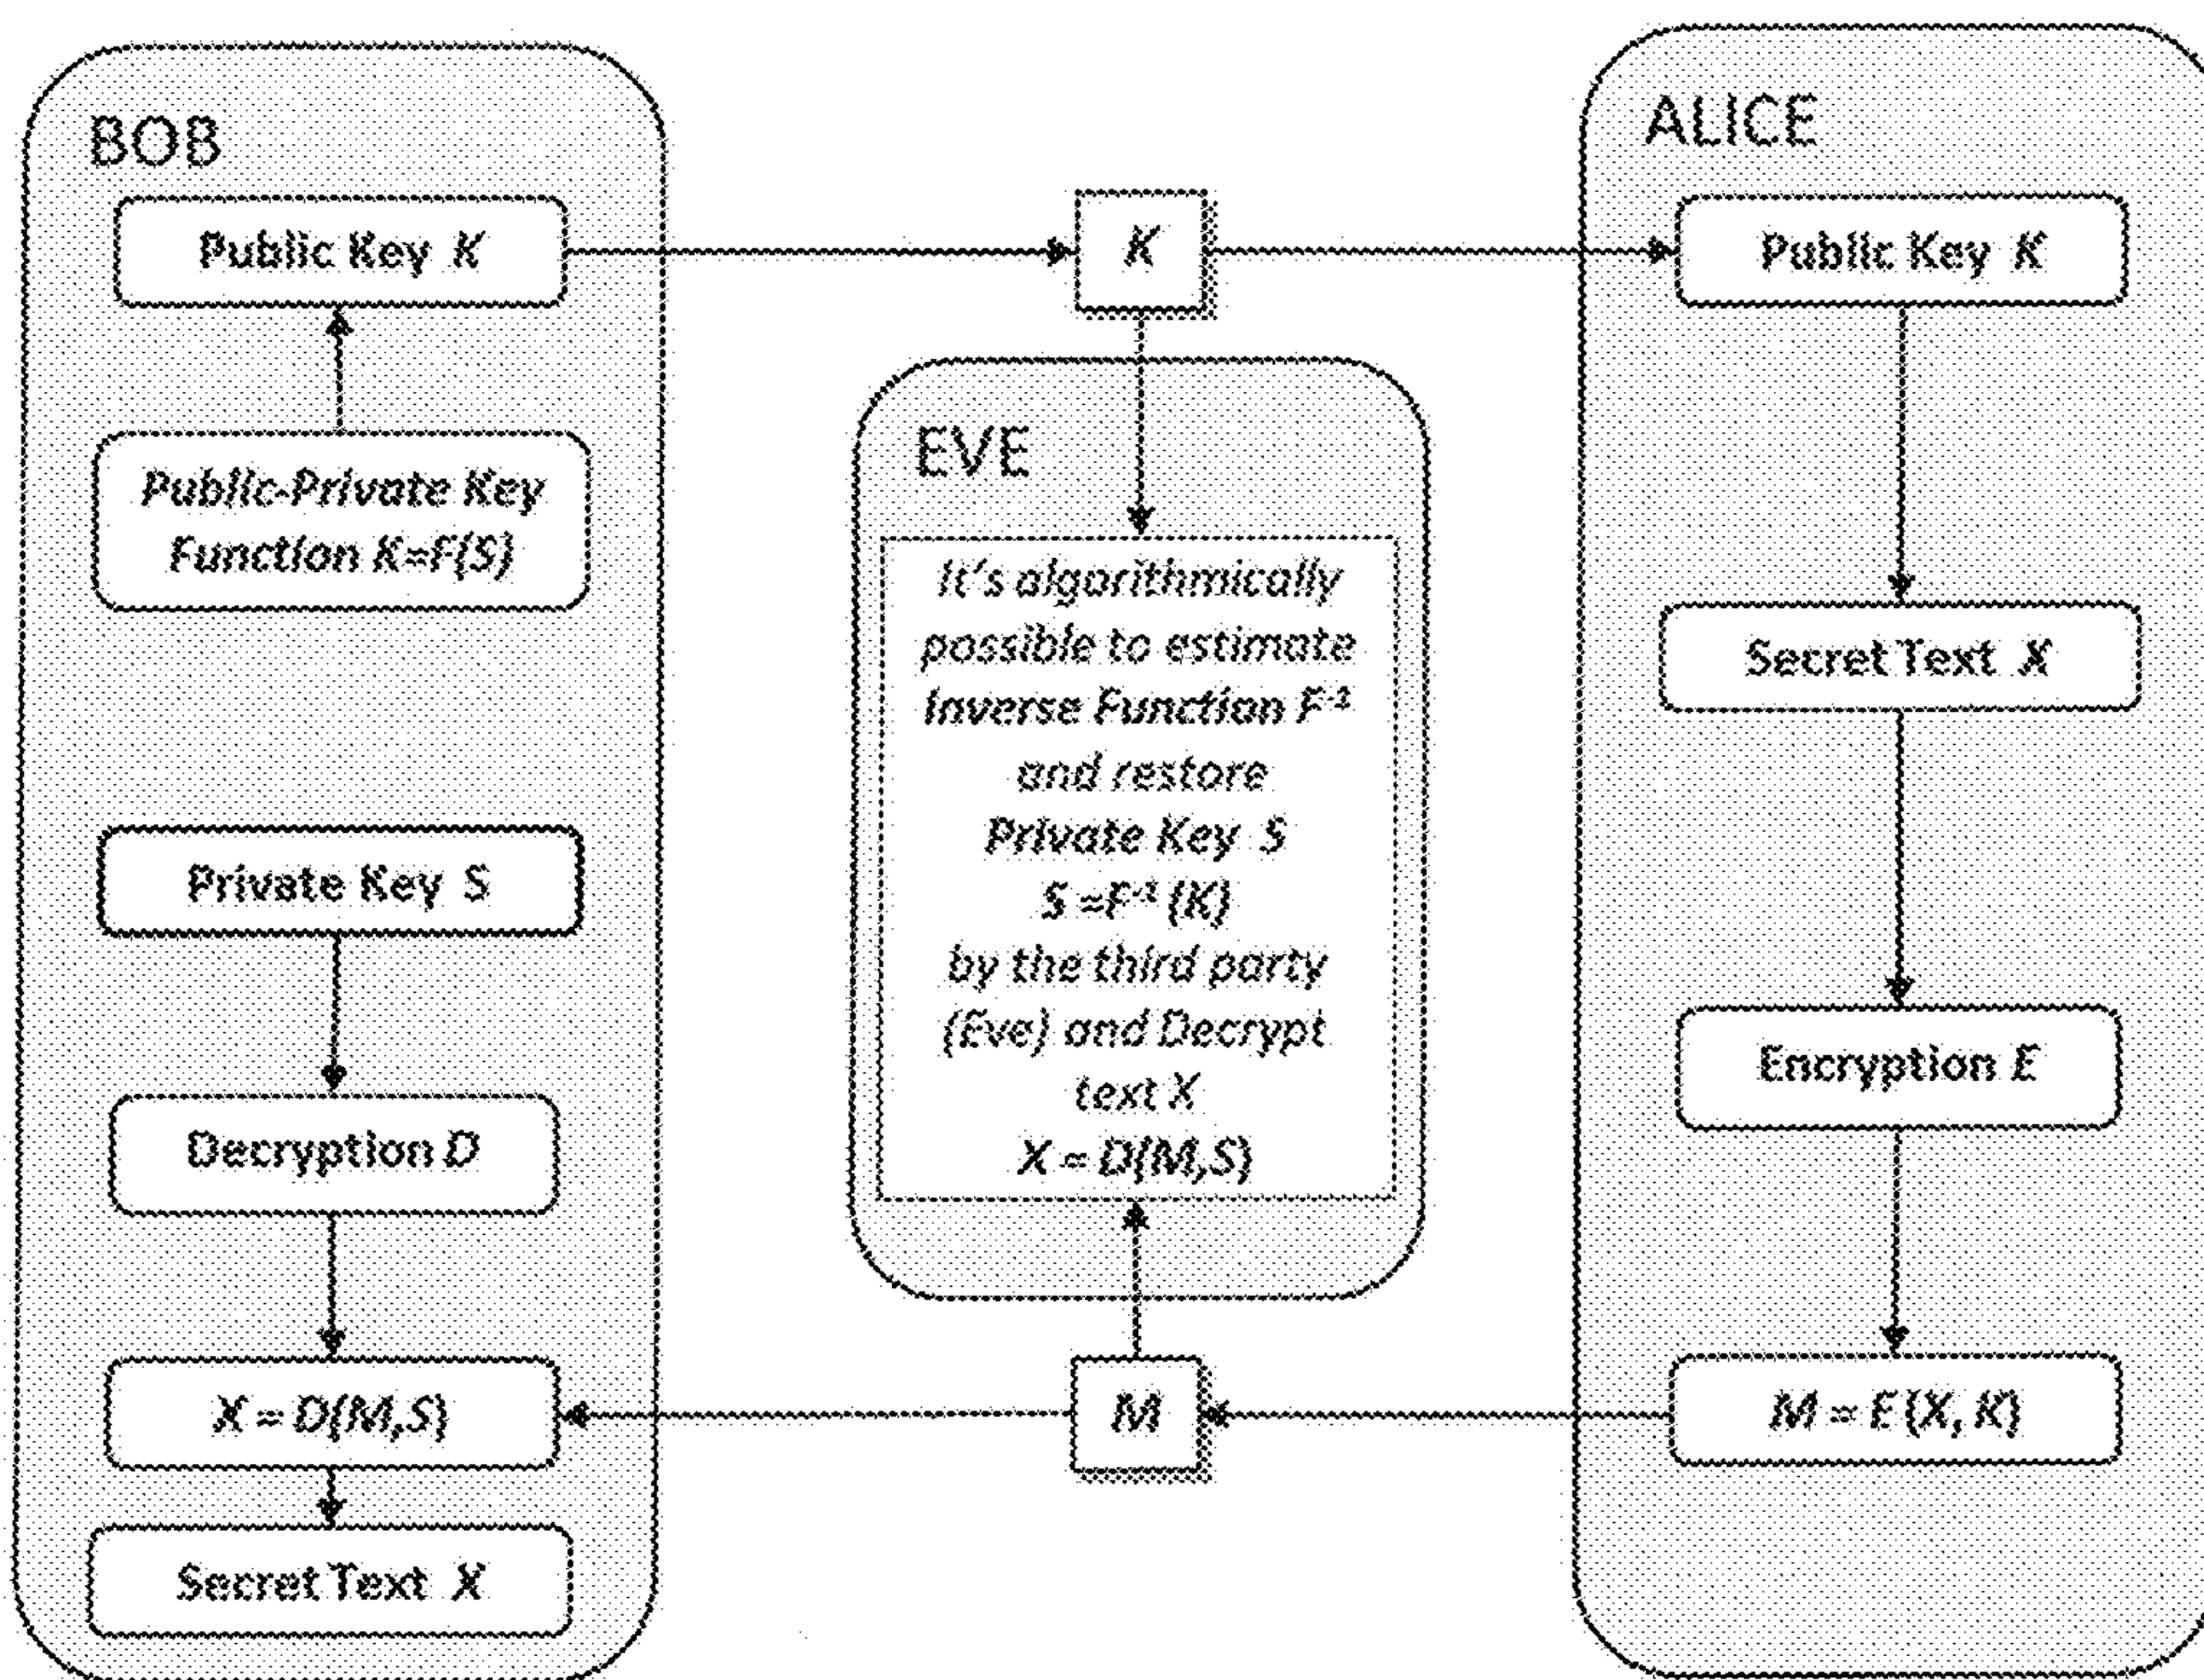 BOB
Public Key K
Public-Private Key
Function K=F(S)
Private Key S
Decryption D
X = D(M,S)
Secret Text X
K
EVE
It's algorithmically
possible to estimate
Inverse Function F⁻¹
and restore
Private Key S
S =F⁻¹ (K)
by the third party
(Eve) and Decrypt
text X
X = D(M,S)
M
ALICE
Public Key K
Secret Text X
Encryption E
M = E (X, K)